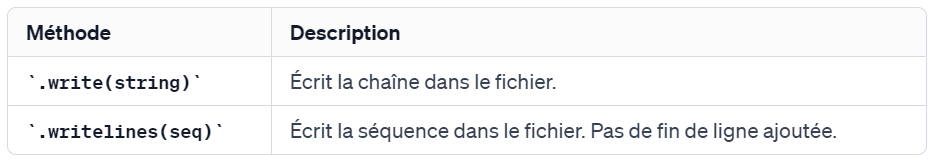 Méthode Description
`.write(string)` Écrit la chaîne dans le fichier.
`.writelines(seq)` Écrit la séquence dans le fichier. Pas de fin de ligne ajoutée.